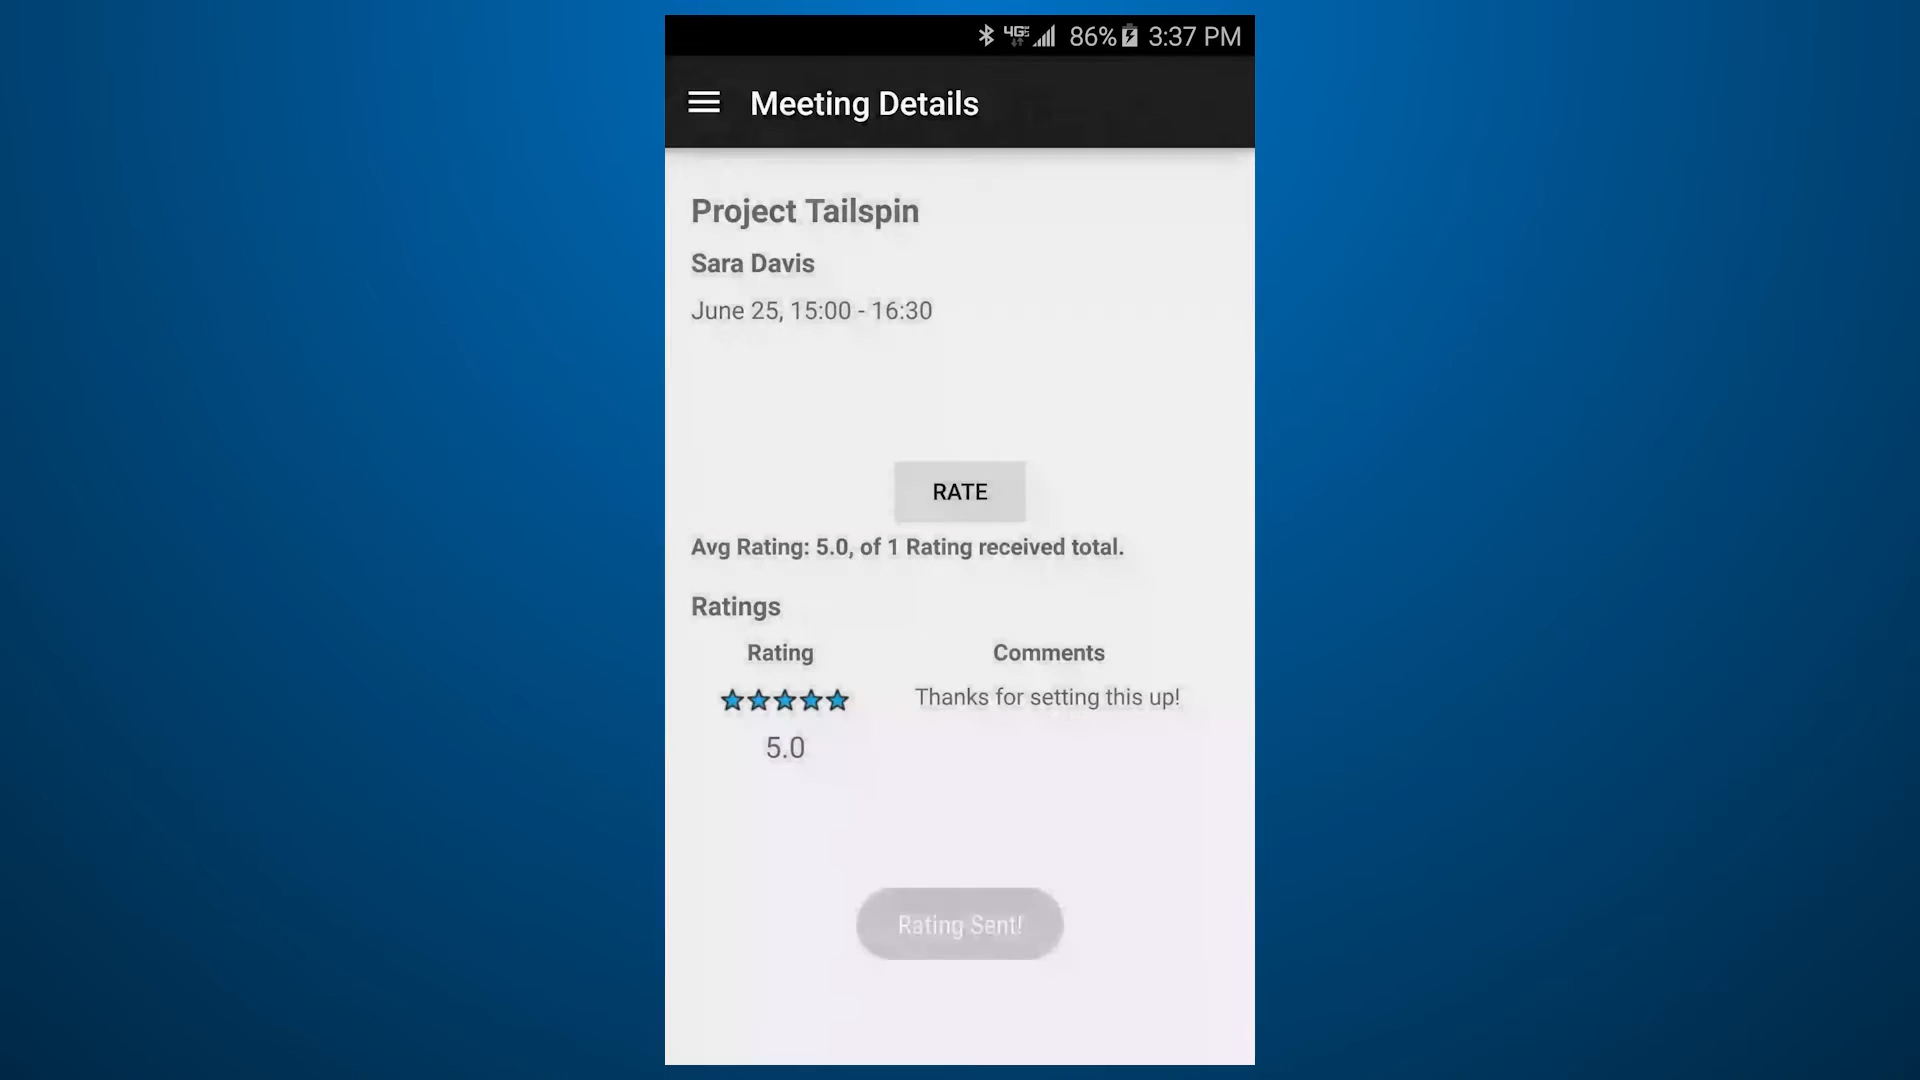 4G 86% 3:37 PM
Meeting Details
Project Tailspin
Sara Davis
June 25, 15:00 - 16:30
RATE
Avg Rating: 5.0, of 1 Rating received total.
Ratings
Rating Comments
Thanks for setting this up!
5.0
Rating Sent!